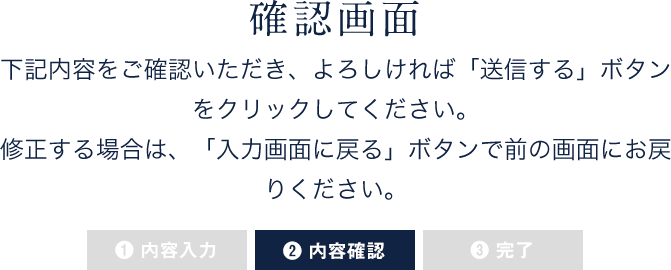 確認画面
下記内容をご確認いただき、よろしければ「送信する」ボタン
をクリックしてください。
修正する場合は、「入力画面に戻る」ボタンで前の画面にお戻
りください。
❶ 内容入力 ❷ 内容確認 ❸ 完了